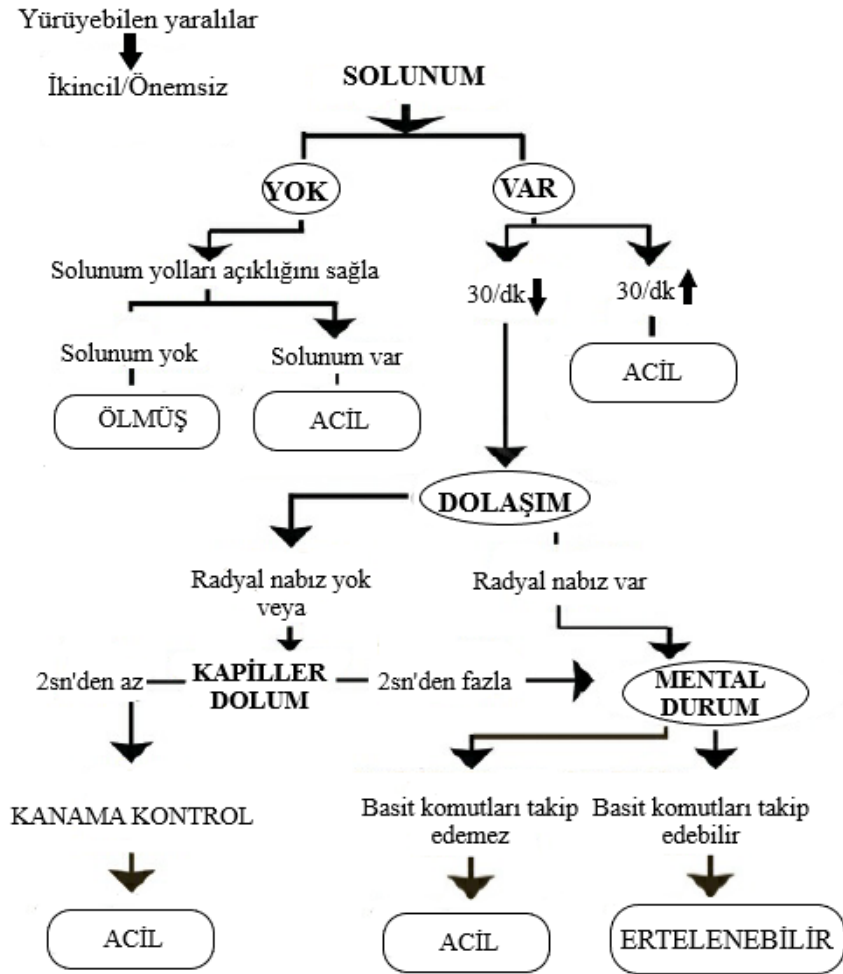 Yürüyebilen yaralılar
İkincil/Önemsiz
SOLUNUM
YOK
VAR
Solunum yolları açıklığını sağla
30/dk
30/dk
Solunum yok
Solunum var
ÖLMÜŞ
ACİL
ACİL
DOLAŞIM
Radyal nabız yok
veya
Radyal nabız var
2sn'den az
KAPİLLER
DOLUM
2sn'den fazla
MENTAL
DURUM
KANAMA KONTROL
Basit komutları takip
edemez
Basit komutları takip
edebilir
ACİL
ACİL
ERTELENEBİLİR